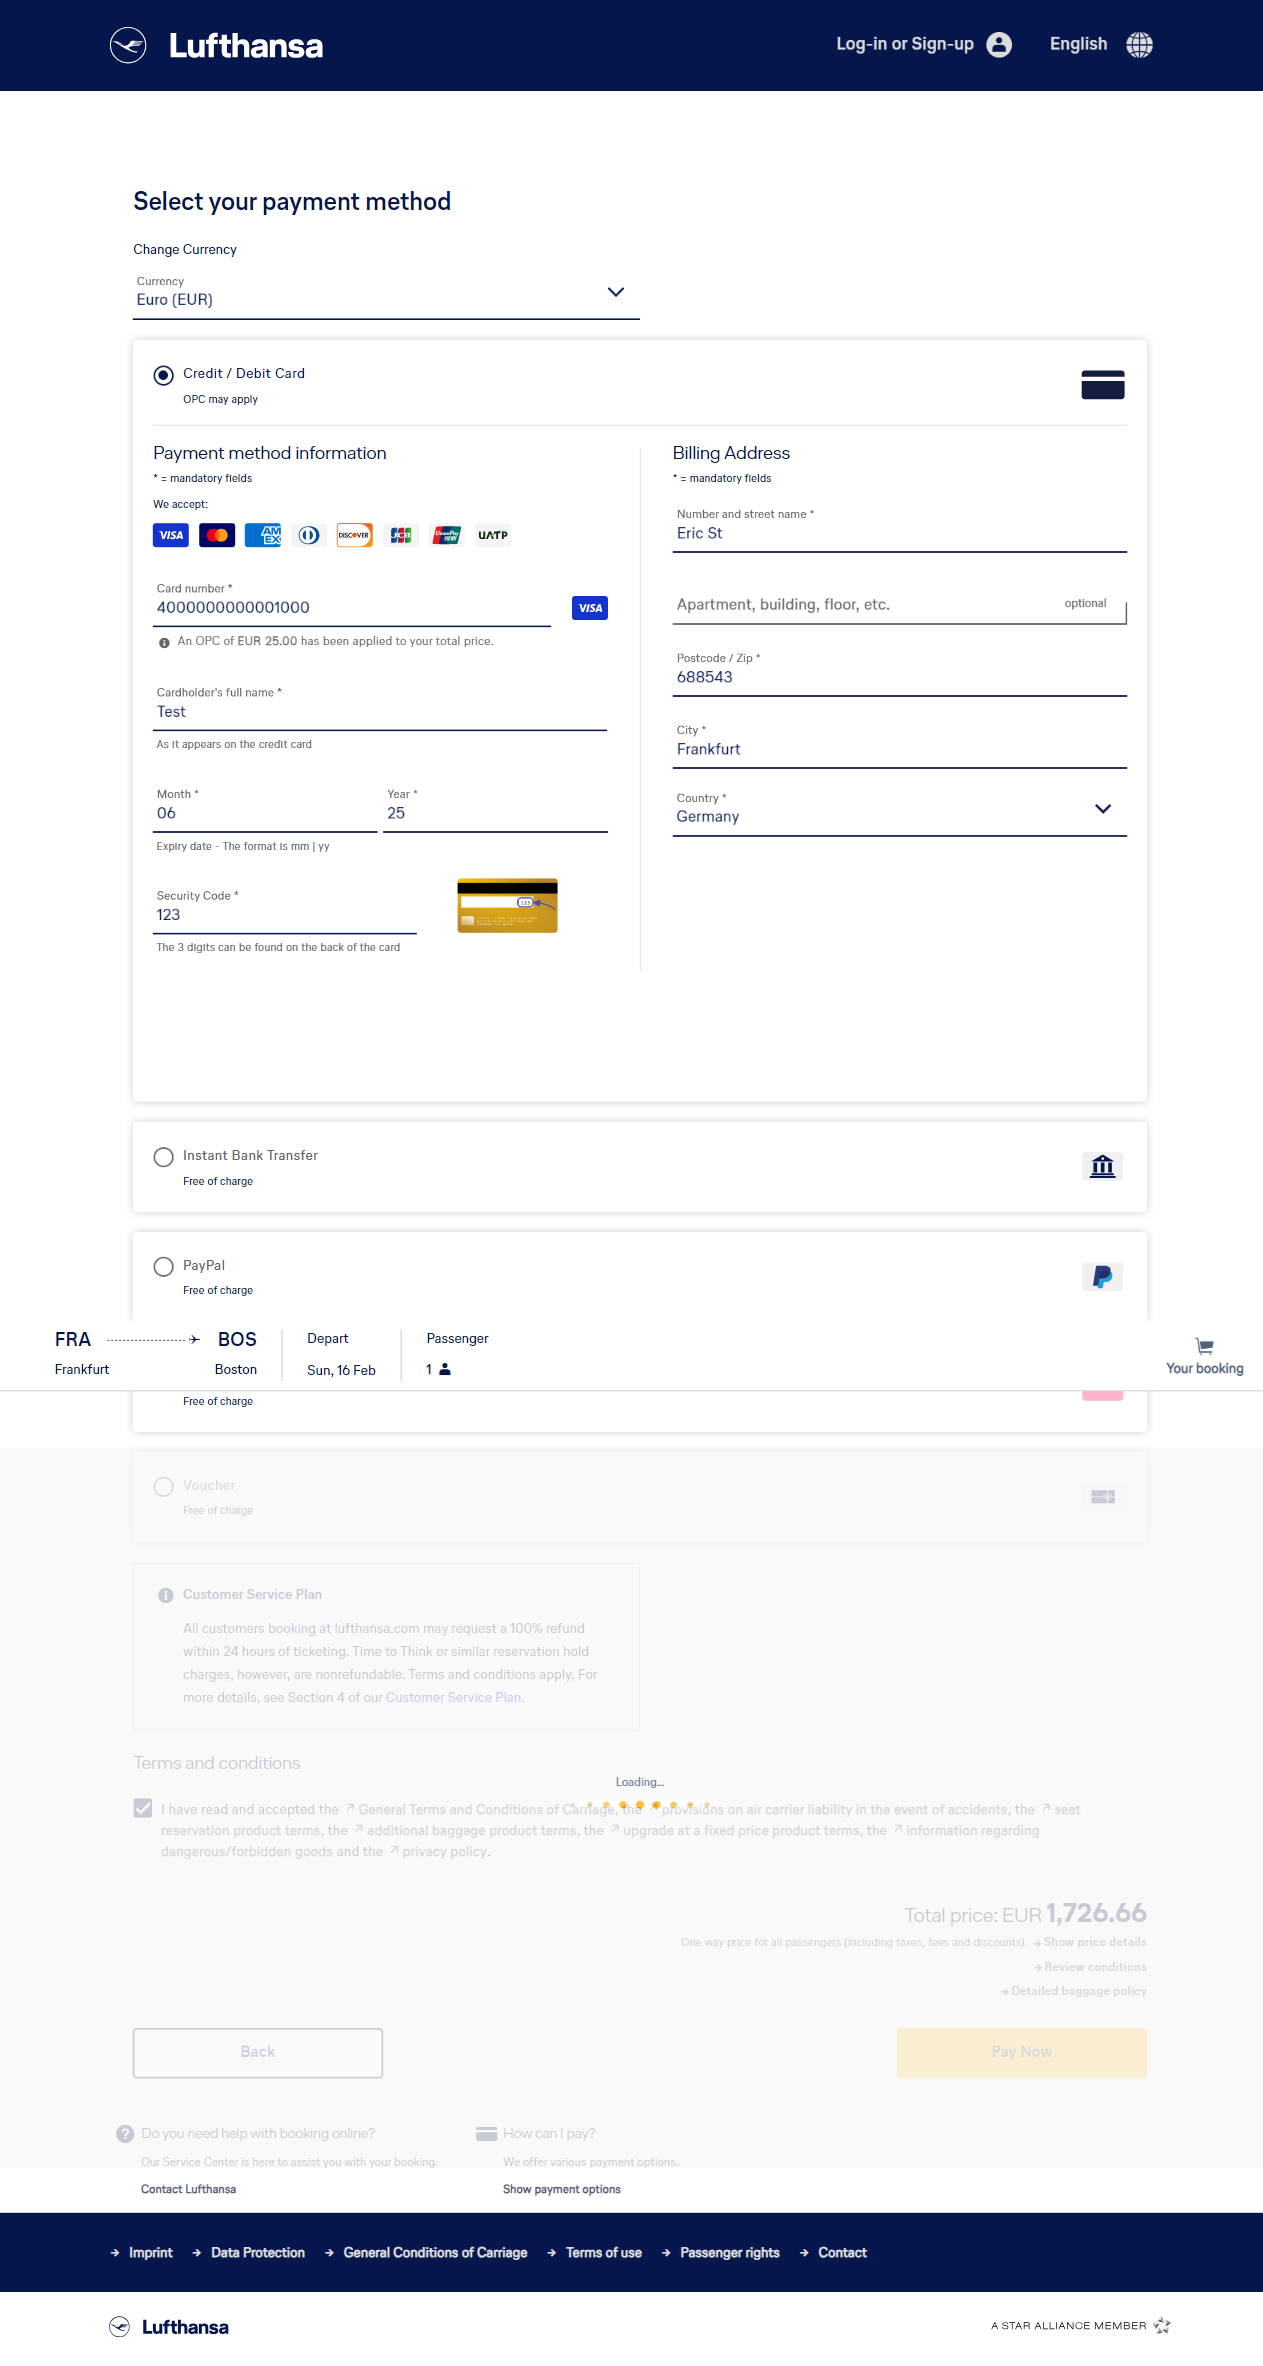 Lufthansa
Log-in or Sign-up
English
Select your payment method
Change Currency
Currency
Euro (EUR)
Credit / Debit Card
OPC may apply
Payment method information
* = mandatory fields
We accept:
VISA
AMEX
DISCOVER
JCB
UnionPay
UATP
Card number *
4000000000001000
VISA
An OPC of EUR 25.00 has been applied to your total price.
Cardholder's full name *
Test
As it appears on the credit card
Month *
06
Year *
25
Expiry date - The format is mm | yy
Security Code *
123
The 3 digits can be found on the back of the card
Billing Address
* = mandatory fields
Number and street name *
Eric St
Apartment, building, floor, etc.
optional
Postcode / Zip *
688543
City *
Frankfurt
Country *
Germany
Instant Bank Transfer
Free of charge
PayPal
Free of charge
FRA
BOS
Frankfurt
Boston
Depart
Sun, 16 Feb
Passenger
1
Your booking
Free of charge
Voucher
Free of charge
Customer Service Plan
All customers booking at lufthansa.com may request a 100% refund
within 24 hours of ticketing. Time to Think or similar reservation hold
charges, however, are nonrefundable. Terms and conditions apply. For
more details, see Section 4 of our Customer Service Plan.
Terms and conditions
Loading...
I have read and accepted the General Terms and Conditions of Carriage, the provisions on air carrier liability in the event of accidents, the seat
reservation product terms, the additional baggage product terms, the upgrade at a fixed price product terms, the information regarding
dangerous/forbidden goods and the privacy policy.
Total price: EUR 1,726.66
One way price for all passengers (including taxes, fees and discounts). Show price details
Review conditions
Detailed baggage policy
Back
Pay Now
Do you need help with booking online?
Our Service Center is here to assist you with your booking.
Contact Lufthansa
How can I pay?
We offer various payment options.
Show payment options
Imprint
Data Protection
General Conditions of Carriage
Terms of use
Passenger rights
Contact
Lufthansa
A STAR ALLIANCE MEMBER